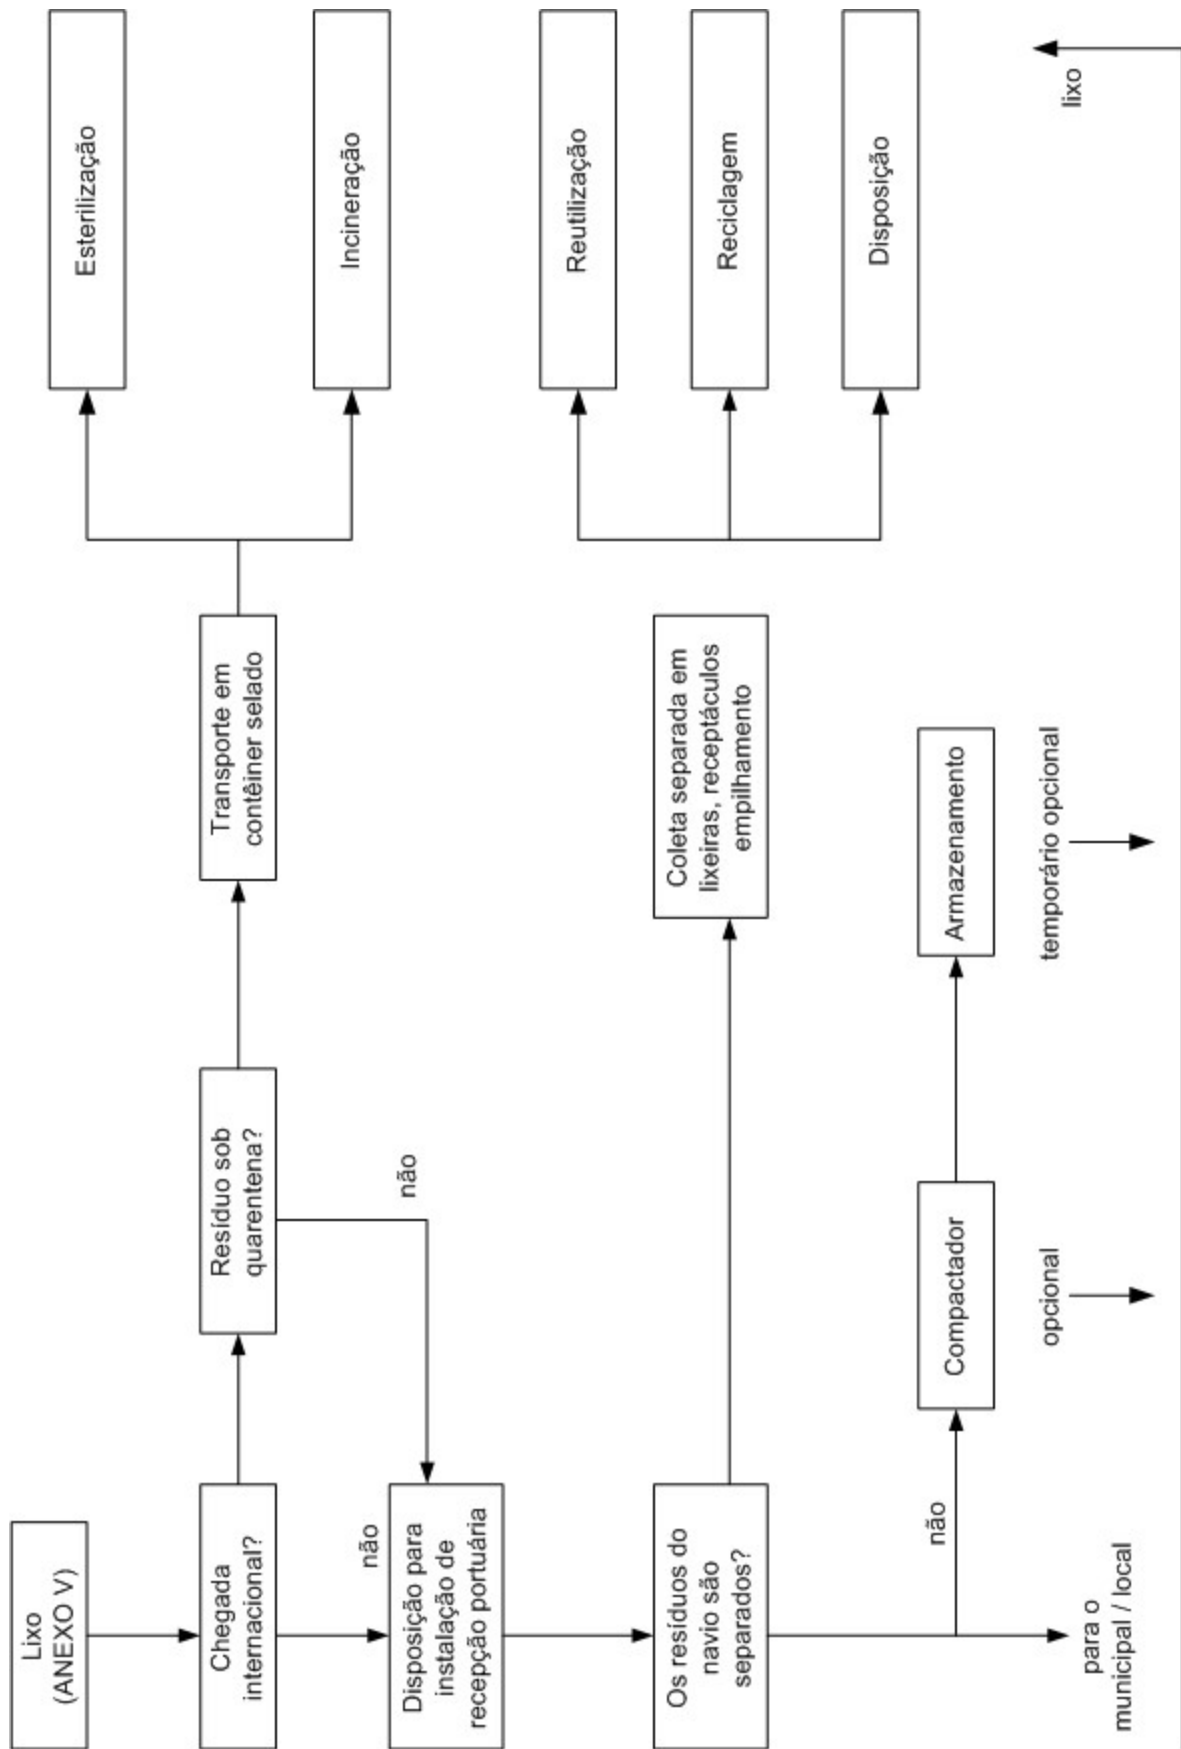 Lixo
(ANEXO V)
Chegada
internacional?
Resíduo sob
quarentena?
Transporte em
contêiner selado
Esterilização
Incineração
não
não
Disposição para
instalação de
recepção portuária
Os resíduos do
navio são
separados?
Coleta separada em
lixeiras, receptáculos
empilhamento
Reutilização
Reciclagem
Disposição
não
Compactador
Armazenamento
opcional
temporário opcional
para o
municipal / local
lixo